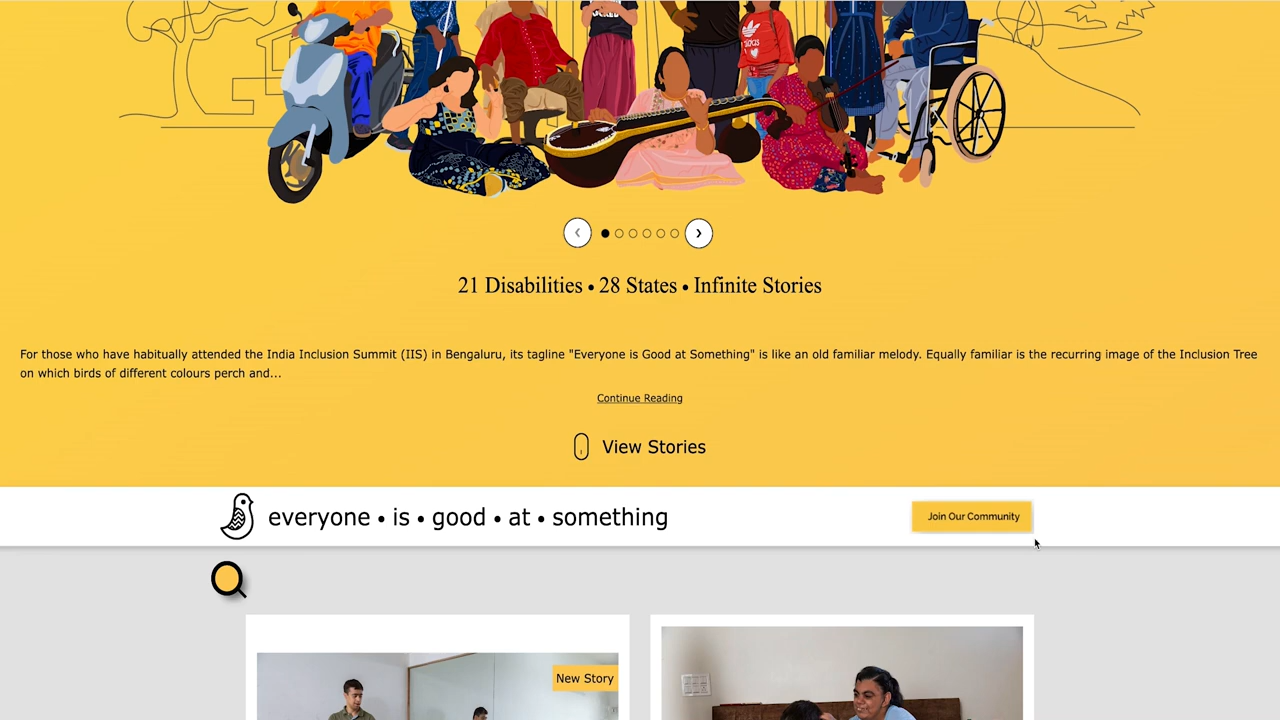 21 Disabilities • 28 States • Infinite Stories
For those who have habitually attended the India Inclusion Summit (IIS) in Bengaluru, its tagline "Everyone is Good at Something" is like an old familiar melody. Equally familiar is the recurring image of the Inclusion Tree
on which birds of different colours perch and...
Continue Reading
View Stories
everyone • is • good • at • something
Join Our Community
New Story